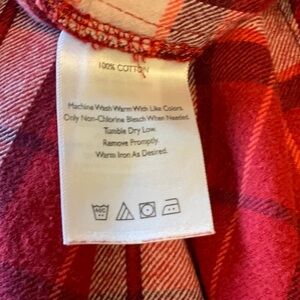 100% COTTON
Machine Wash Warm With Like Colors.
Only Non-Chlorine Bleach When Needed.
Tumble Dry Low.
Remove Promptly.
Warm Iron As Desired.